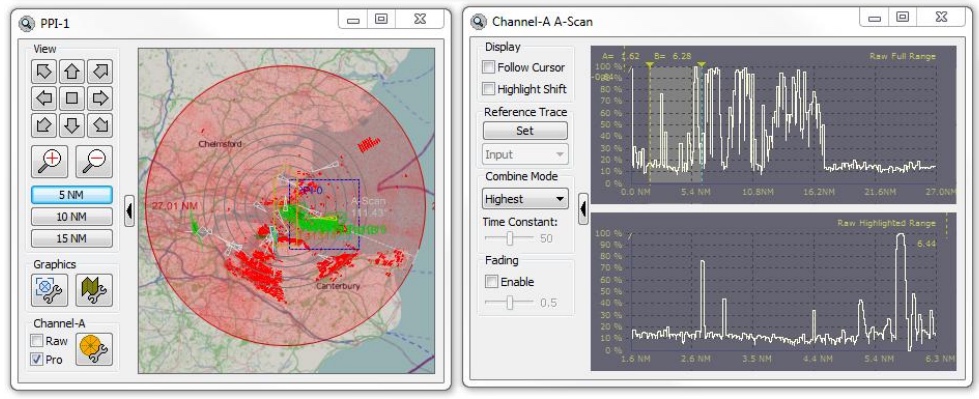 PPI-1
View
5 NM
10 NM
15 NM
Graphics
Channel-A
Raw
Pro
Chelmsford
27.01 NM
PPI0
A-Scan
111.43°
Canterbury
Channel-A A-Scan
Display
Follow Cursor
Highlight Shift
Reference Trace
Set
Input
Combine Mode
Highest
Time Constant:
50
Fading
Enable
0.5
A= 1.62 B= 6.28 Raw Full Range
100 %
90 %
80 %
70 %
60 %
50 %
40 %
30 %
20 %
10 %
0 %
0.0 NM 5.4 NM 10.8NM 16.2NM 21.6NM 27.0NM
Raw Highlighted Range
6.44
100 %
90 %
80 %
70 %
60 %
50 %
40 %
30 %
20 %
10 %
0 %
1.6 NM 2.6 NM 3.5 NM 4.4 NM 5.4 NM 6.3 NM